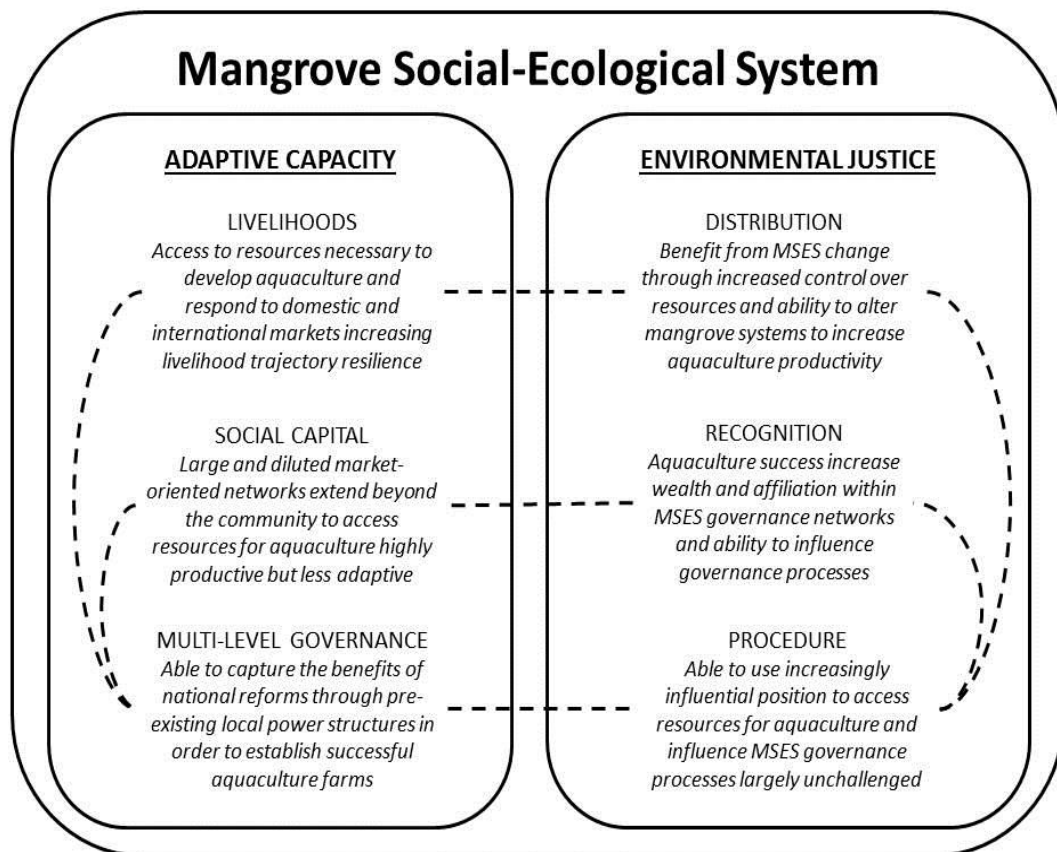 Mangrove Social-Ecological System
ADAPTIVE CAPACITY
LIVELIHOODS
Access to resources necessary to
develop aquaculture and
respond to domestic and
international markets increasing
livelihood trajectory resilience
SOCIAL CAPITAL
Large and diluted market-
oriented networks extend beyond
the community to access
resources for aquaculture highly
productive but less adaptive
MULTI-LEVEL GOVERNANCE
Able to capture the benefits of
national reforms through pre-
existing local power structures in
order to establish successful
aquaculture farms
ENVIRONMENTAL JUSTICE
DISTRIBUTION
Benefit from MSES change
through increased control over
resources and ability to alter
mangrove systems to increase
aquaculture productivity
RECOGNITION
Aquaculture success increase
wealth and affiliation within
MSES governance networks
and ability to influence
governance processes
PROCEDURE
Able to use increasingly
influential position to access
resources for aquaculture and
influence MSES governance
processes largely unchallenged